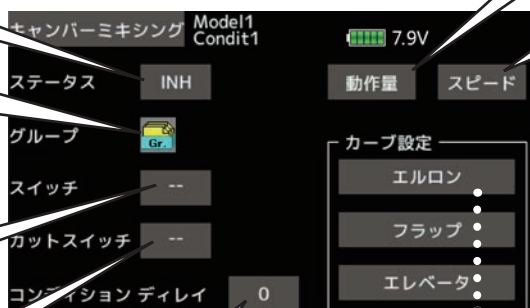 キャンバーミキシング Model1
Condit1
7.9V
ステータス INH 動作量 スピード
グループ Gr.
カーブ設定
スイッチ -- エルロン
カットスイッチ -- フラップ
コンディション ディレイ 0 エレベータ